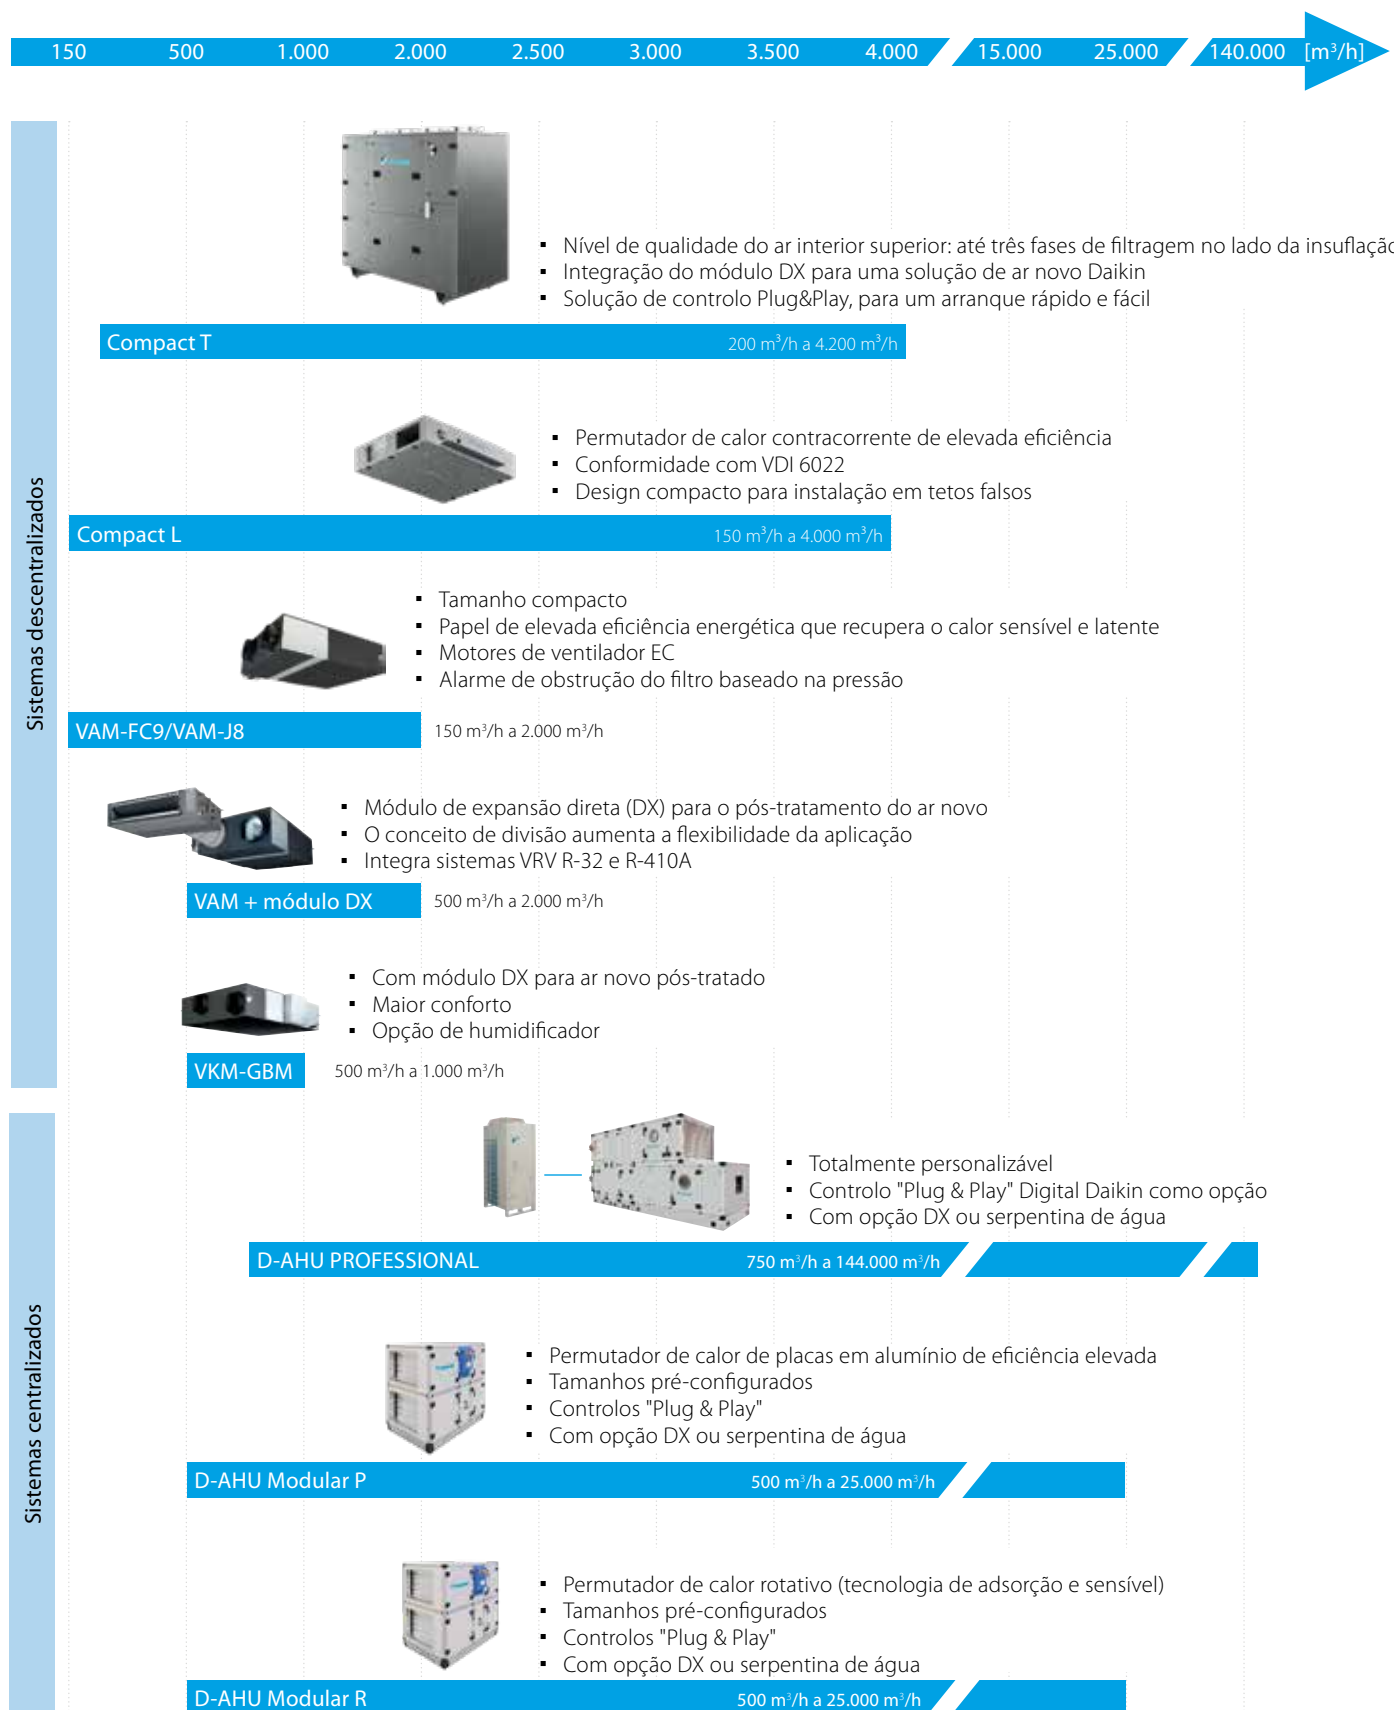 150 500 1.000 2.000 2.500 3.000 3.500 4.000 15.000 25.000 140.000 [m³/h]
Sistemas descentralizados
▪ Nível de qualidade do ar interior superior: até três fases de filtragem no lado da insuflação
▪ Integração do módulo DX para uma solução de ar novo Daikin
▪ Solução de controlo Plug&Play, para um arranque rápido e fácil
Compact T 200 m³/h a 4.200 m³/h
▪ Permutador de calor contracorrente de elevada eficiência
▪ Conformidade com VDI 6022
▪ Design compacto para instalação em tetos falsos
Compact L 150 m³/h a 4.000 m³/h
▪ Tamanho compacto
▪ Papel de elevada eficiência energética que recupera o calor sensível e latente
▪ Motores de ventilador EC
▪ Alarme de obstrução do filtro baseado na pressão
VAM-FC9/VAM-J8 150 m³/h a 2.000 m³/h
▪ Módulo de expansão direta (DX) para o pós-tratamento do ar novo
▪ O conceito de divisão aumenta a flexibilidade da aplicação
▪ Integra sistemas VRV R-32 e R-410A
VAM + módulo DX 500 m³/h a 2.000 m³/h
▪ Com módulo DX para ar novo pós-tratado
▪ Maior conforto
▪ Opção de humidificador
VKM-GBM 500 m³/h a 1.000 m³/h
Sistemas centralizados
▪ Totalmente personalizável
▪ Controlo "Plug & Play" Digital Daikin como opção
▪ Com opção DX ou serpentina de água
D-AHU PROFESSIONAL 750 m³/h a 144.000 m³/h
▪ Permutador de calor de placas em alumínio de eficiência elevada
▪ Tamanhos pré-configurados
▪ Controlos "Plug & Play"
▪ Com opção DX ou serpentina de água
D-AHU Modular P 500 m³/h a 25.000 m³/h
▪ Permutador de calor rotativo (tecnologia de adsorção e sensível)
▪ Tamanhos pré-configurados
▪ Controlos "Plug & Play"
▪ Com opção DX ou serpentina de água
D-AHU Modular R 500 m³/h a 25.000 m³/h